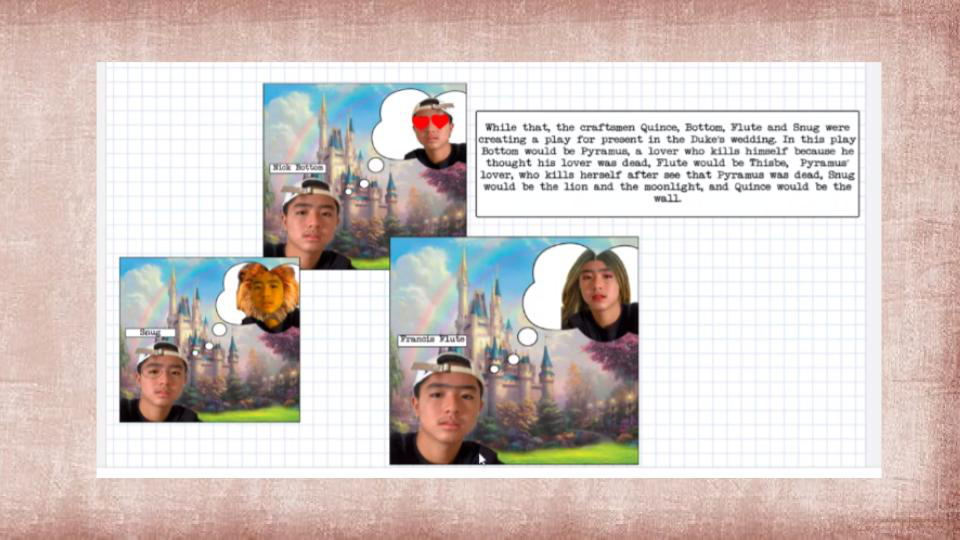 While that, the craftsmen Quince, Bottom, Flute and Snug were
creating a play for present in the Duke's wedding. In this play
Bottom would be Pyramus, a lover who kills himself because he
thought his lover was dead, Flute would be Thisbe, Pyramus'
lover, who kills herself after see that Pyramus was dead, Snug
would be the lion and the moonlight, and Quince would be the
wall.
Nick Bottom
Snug
Francis Flute